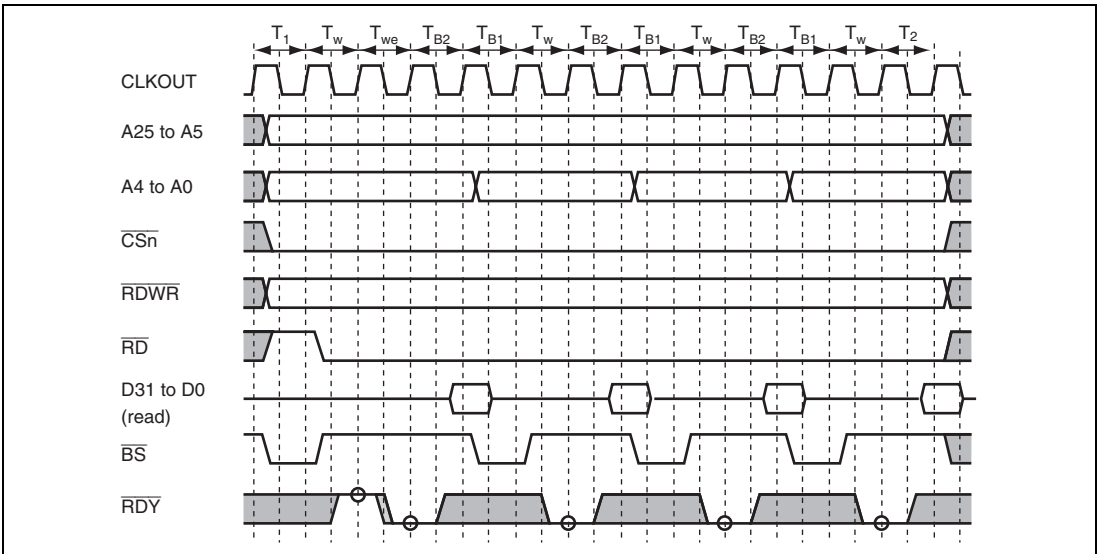 T1 Tw Twe TB2 TB1 Tw TB2 TB1 Tw TB2 TB1 Tw T2
CLKOUT
A25 to A5
A4 to A0
CSn
RDWR
RD
D31 to D0
(read)
BS
RDY